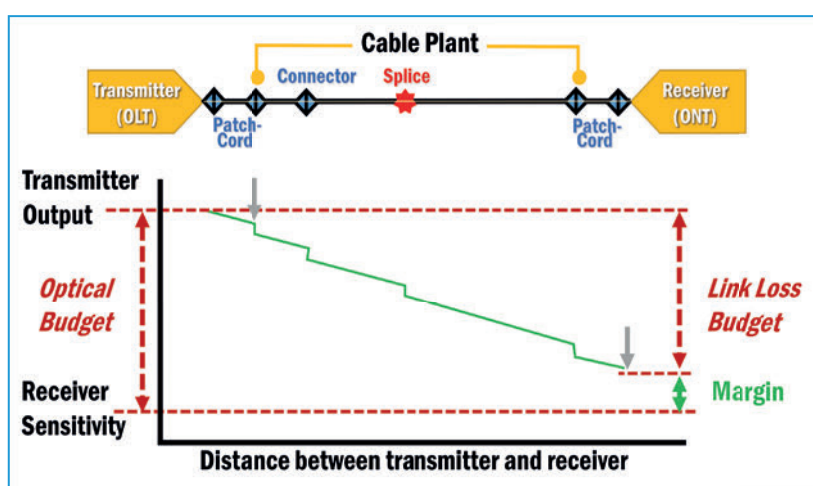 Cable Plant
Transmitter
(OLT)
Connector
Splice
Receiver
(ONT)
Patch-
Cord
Patch-
Cord
Transmitter
Output
Optical
Budget
Link Loss
Budget
Receiver
Sensitivity
Margin
Distance between transmitter and receiver